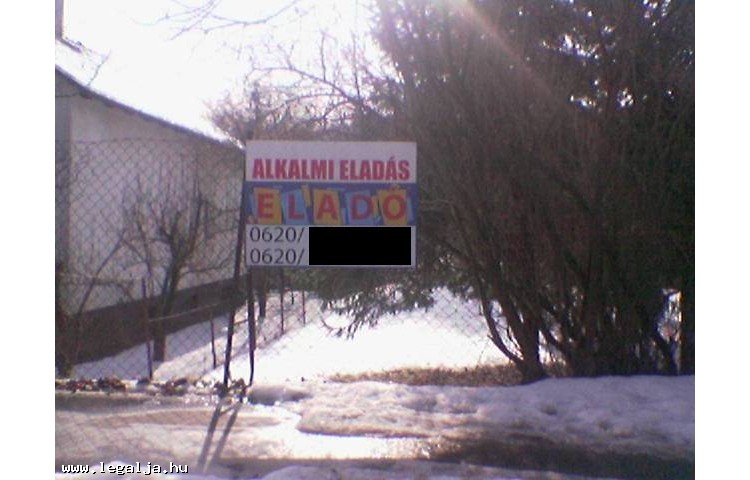 ALKALMI ELADÁS
ELADÓ
0620/
0620/
www.legalja.hu